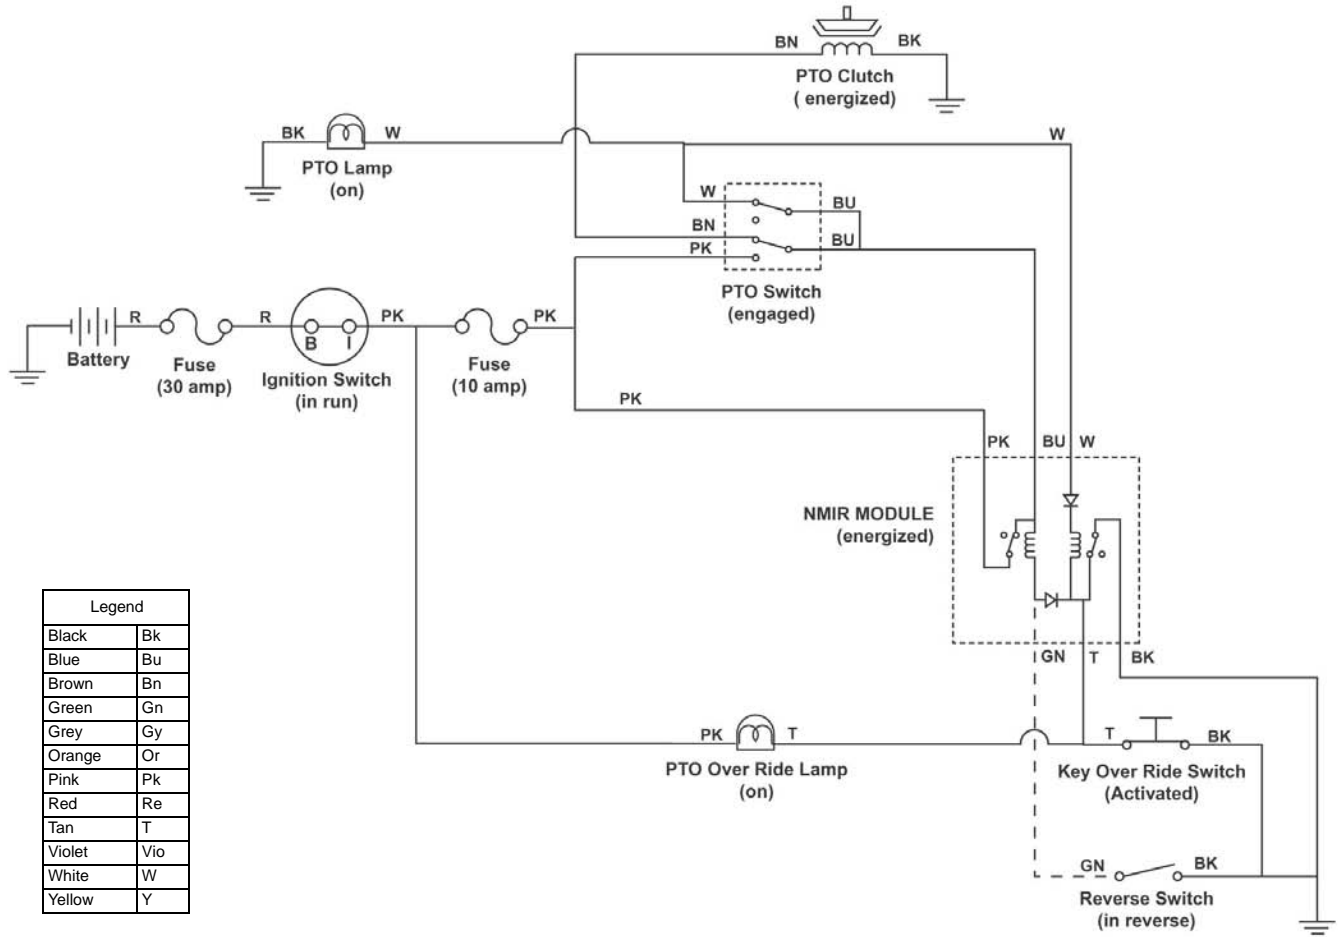 BN
BK
PTO Clutch
( energized)
BK
W
W
PTO Lamp
(on)
W
BU
BN
BU
PK
PTO Switch
(engaged)
R
R
PK
PK
B
I
Battery
Fuse
(30 amp)
Ignition Switch
(in run)
Fuse
(10 amp)
PK
PK
BU
W
NMIR MODULE
(energized)
GN
T
BK
PK
T
T
BK
PTO Over Ride Lamp
(on)
Key Over Ride Switch
(Activated)
GN
BK
Reverse Switch
(in reverse)
Legend
Black Bk
Blue Bu
Brown Bn
Green Gn
Grey Gy
Orange Or
Pink Pk
Red Re
Tan T
Violet Vio
White W
Yellow Y